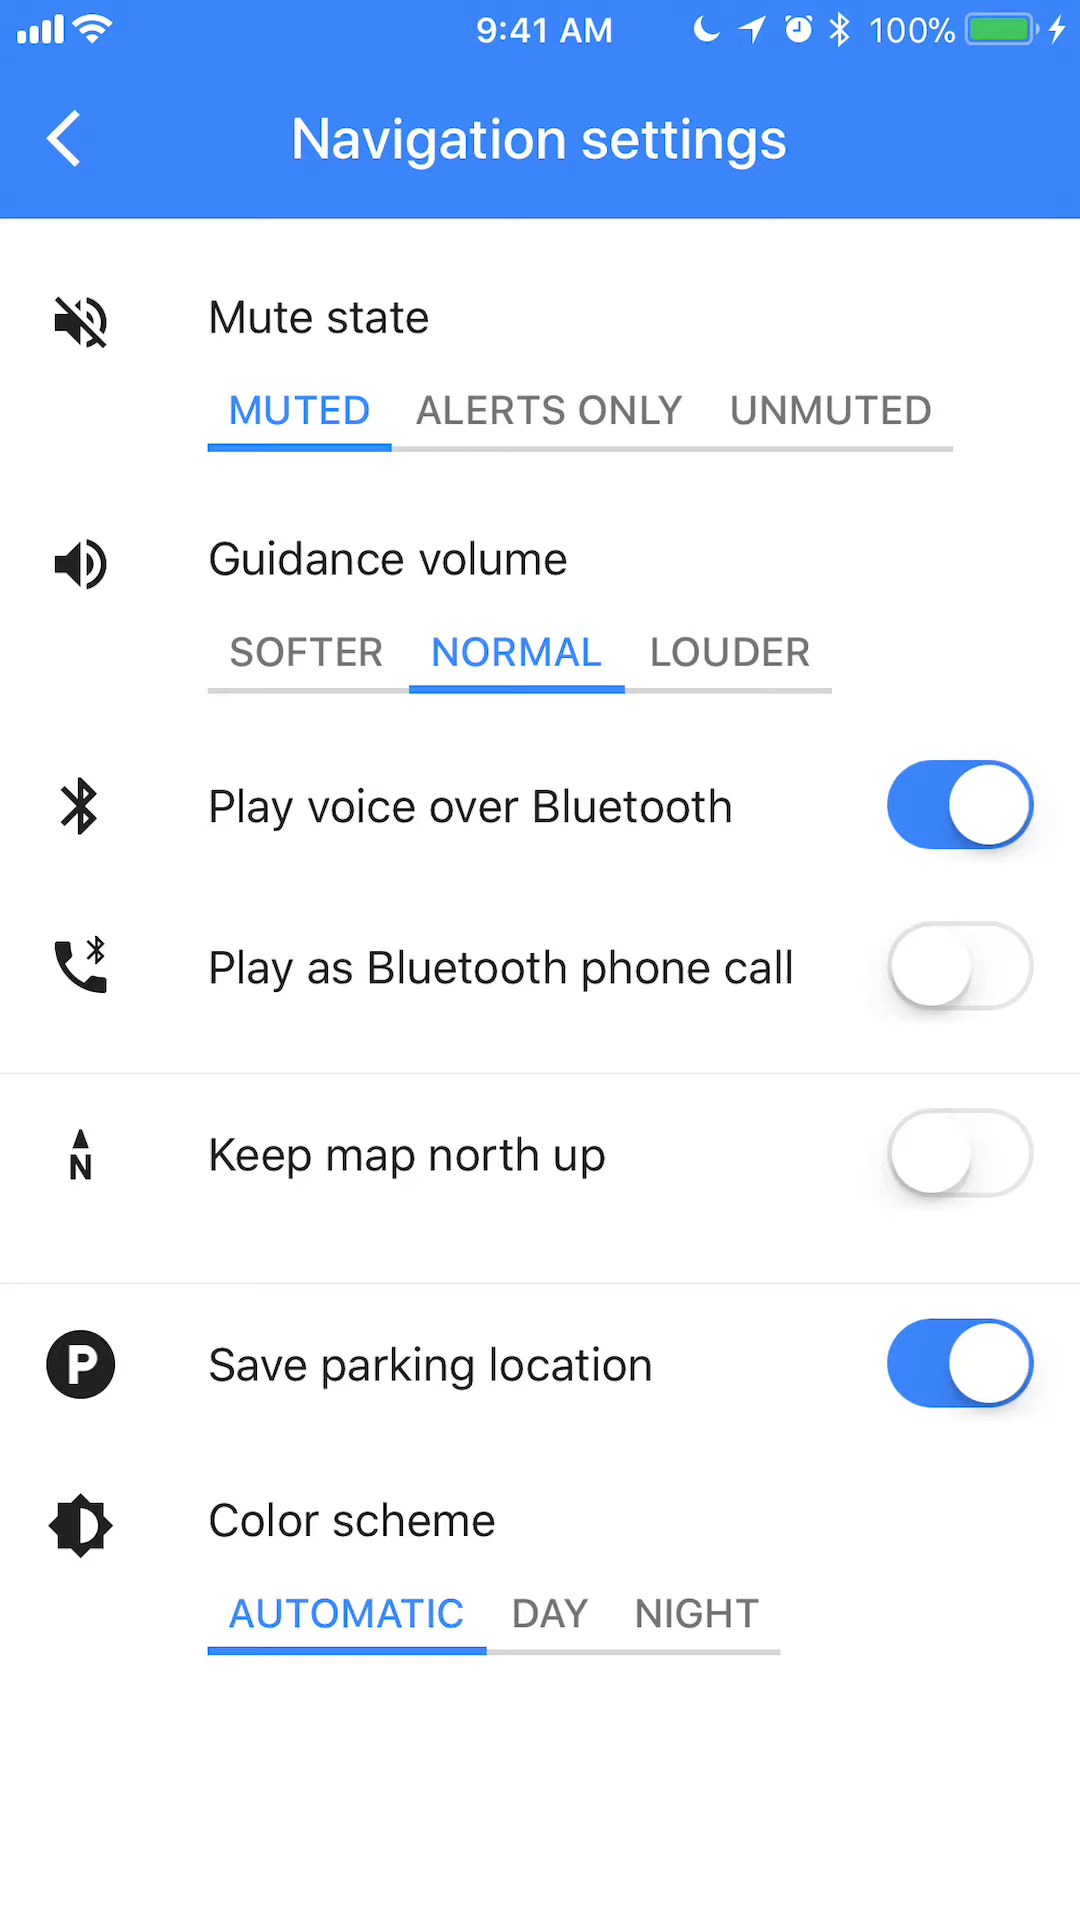 9:41 AM 100%
Navigation settings
Mute state
MUTED ALERTS ONLY UNMUTED
Guidance volume
SOFTER NORMAL LOUDER
Play voice over Bluetooth
Play as Bluetooth phone call
N Keep map north up
P Save parking location
Color scheme
AUTOMATIC DAY NIGHT